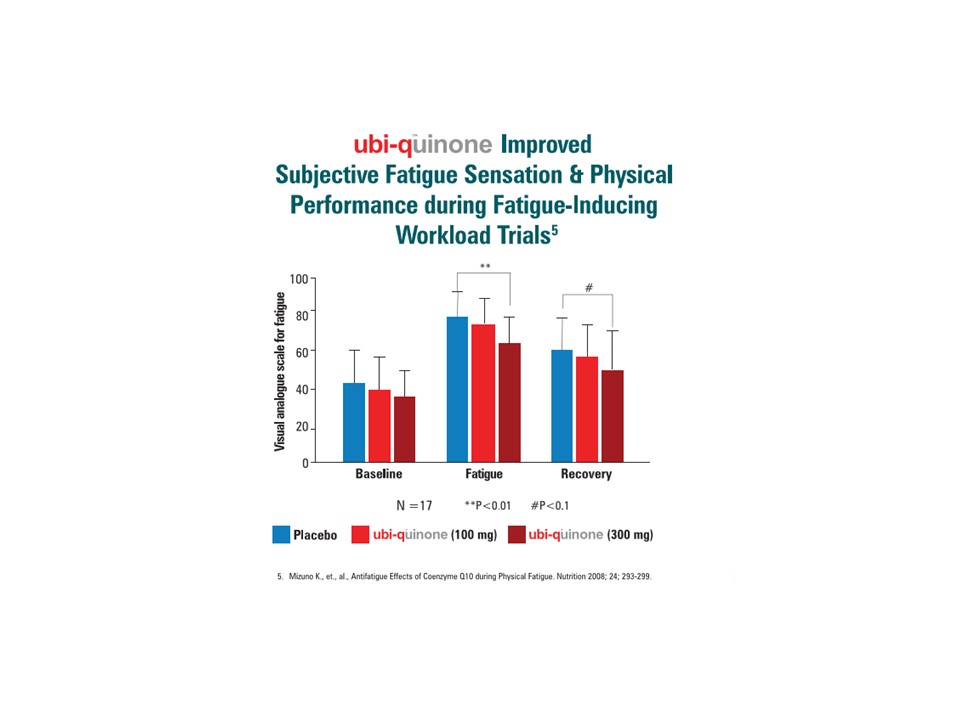 ubi-quinone™ Improved
Subjective Fatigue Sensation & Physical
Performance during Fatigue-Inducing
Workload Trials5
**
#
Visual analogue scale for fatigue
100
80
60
40
20
0
Baseline Fatigue Recovery
N =17 **P<0.01 #P<0.1
Placebo ubi-quinone (100 mg) ubi-quinone (300 mg)
5. Mizuno K., et., al., Antifatigue Effects of Coenzyme Q10 during Physical Fatigue. Nutrition 2008; 24; 293-299.